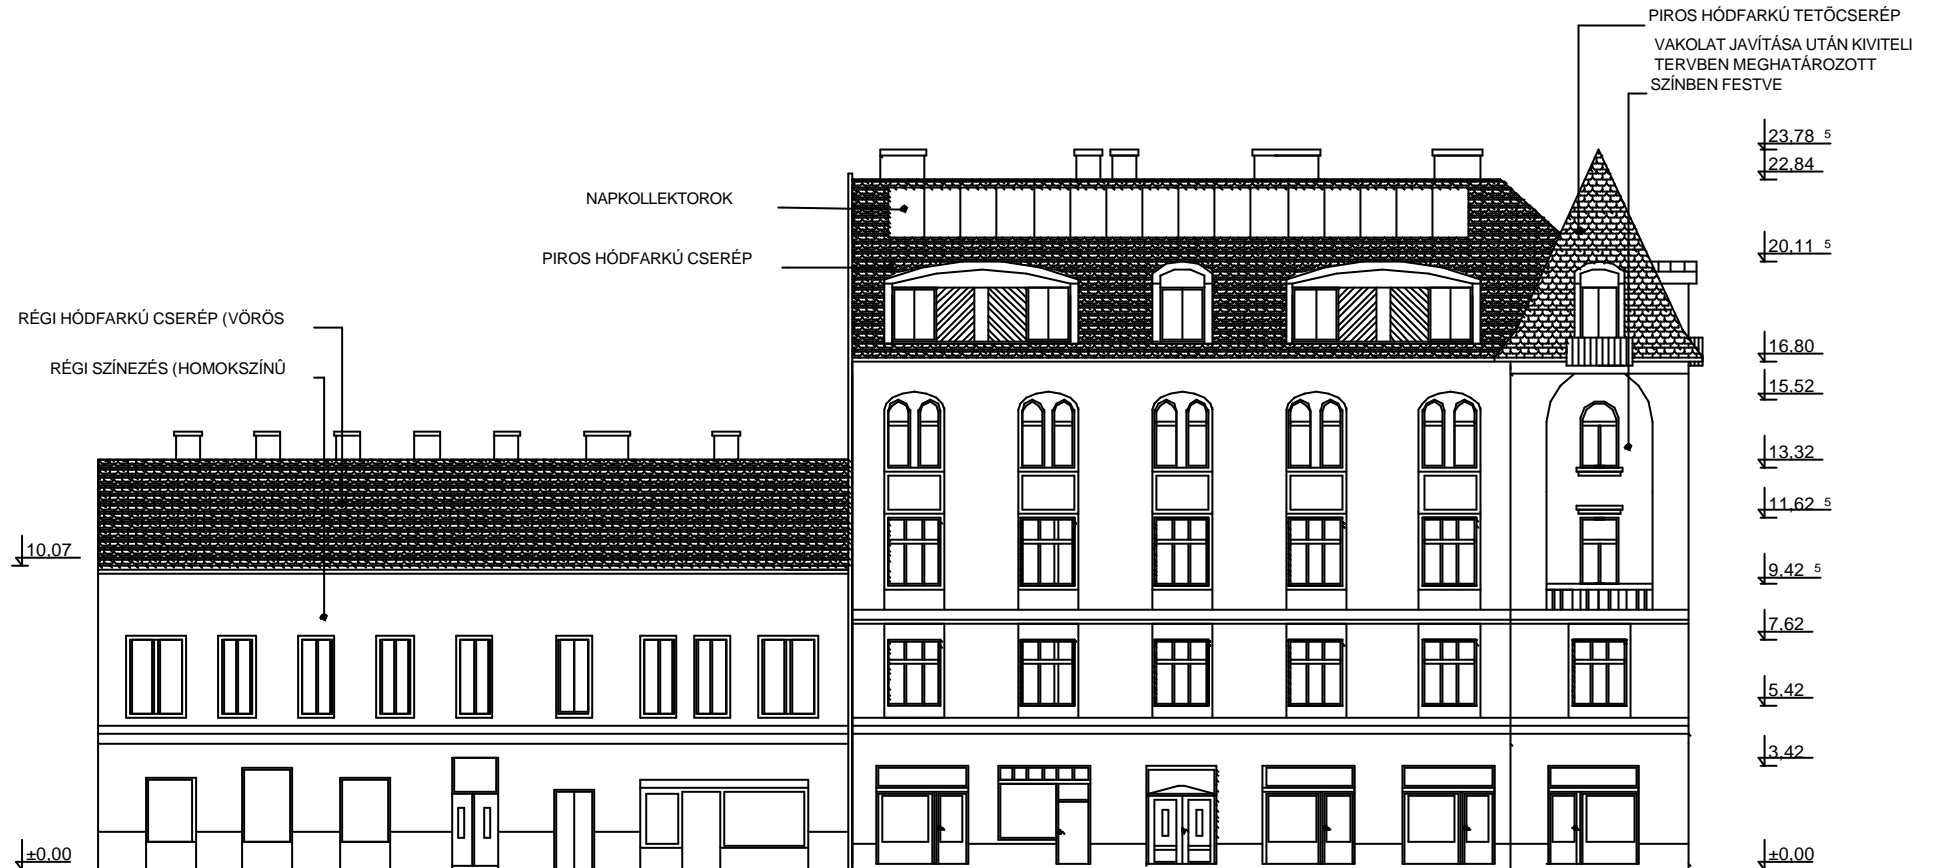 PIROS HÓDFARKÚ TETÕCSERÉP
VAKOLAT JAVÍTÁSA UTÁN KIVITELI
TERVBEN MEGHATÁROZOTT
SZÍNBEN FESTVE
NAPKOLLEKTOROK
PIROS HÓDFARKÚ CSERÉP
RÉGI HÓDFARKÚ CSERÉP (VÖRÖS
RÉGI SZÍNEZÉS (HOMOKSZÍNÛ
10,07
±0,00
23,78 5
22,84
20,11 5
16,80
15,52
13,32
11,62 5
9,42 5
7,62
5,42
3,42
±0,00